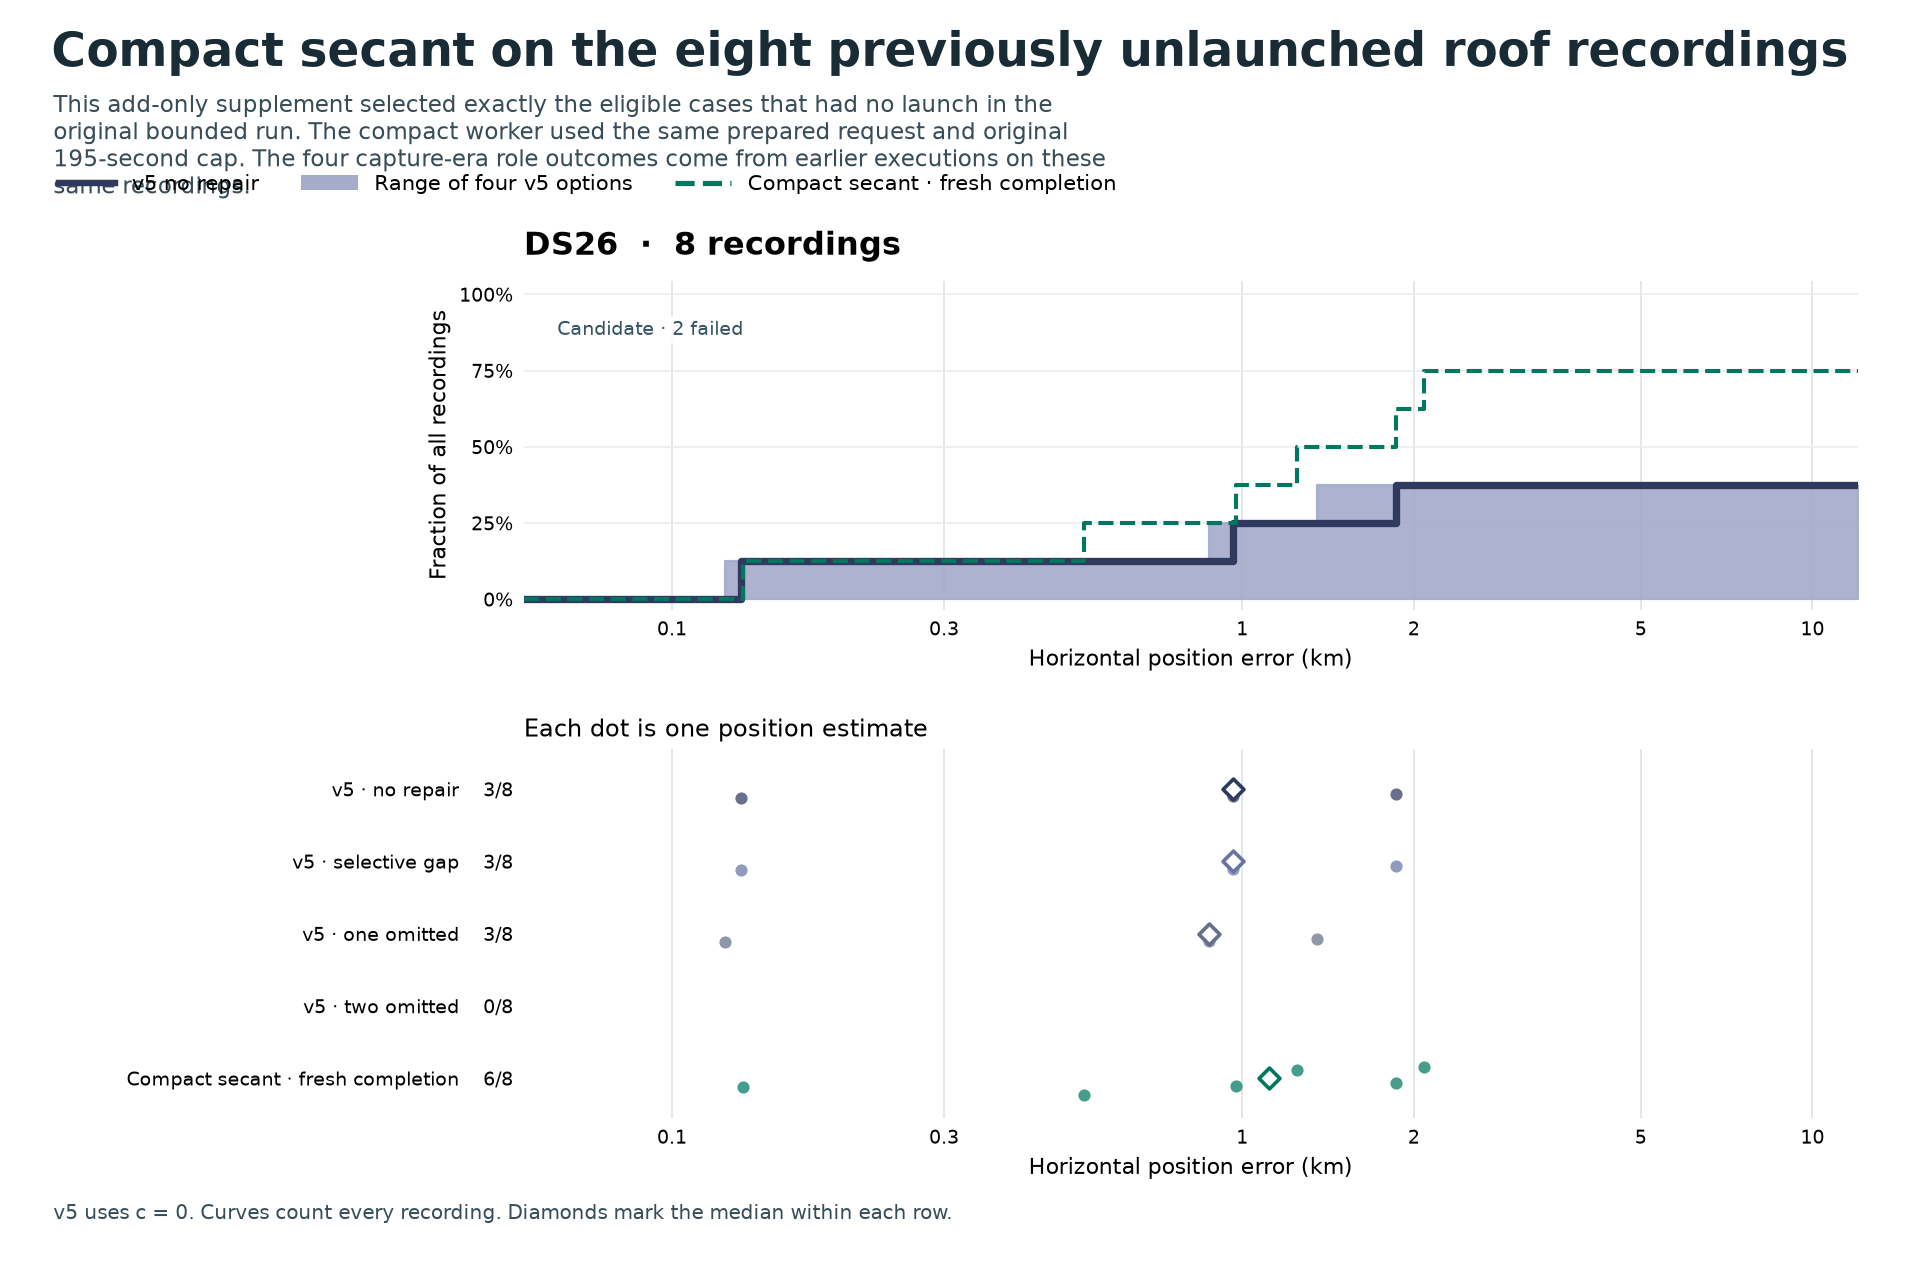 Compact secant on the eight previously unlaunched roof recordings
This add-only supplement selected exactly the eligible cases that had no launch in the
original bounded run. The compact worker used the same prepared request and original
195-second cap. The four capture-era role outcomes come from earlier executions on these
same recordings.
v5 no repair
Range of four v5 options
Compact secant · fresh completion
DS26 · 8 recordings
Candidate · 2 failed
Fraction of all recordings
100%
75%
50%
25%
0%
0.1 0.3 1 2 5 10
Horizontal position error (km)
Each dot is one position estimate
v5 · no repair 3/8
v5 · selective gap 3/8
v5 · one omitted 3/8
v5 · two omitted 0/8
Compact secant · fresh completion 6/8
0.1 0.3 1 2 5 10
Horizontal position error (km)
v5 uses c = 0. Curves count every recording. Diamonds mark the median within each row.